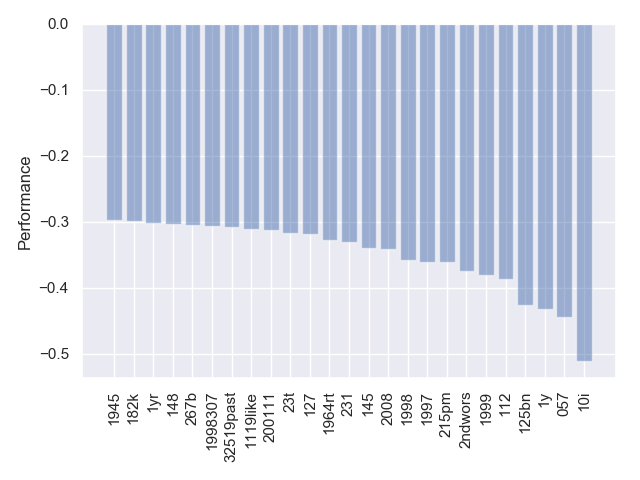 0.0
−0.1
−0.2
−0.3
−0.4
−0.5
Performance
1945
182k
1yr
148
267b
1998307
32519past
1119like
200111
23t
127
1964rt
231
145
2008
1998
1997
215pm
2ndwors
1999
112
125bn
1y
057
10i